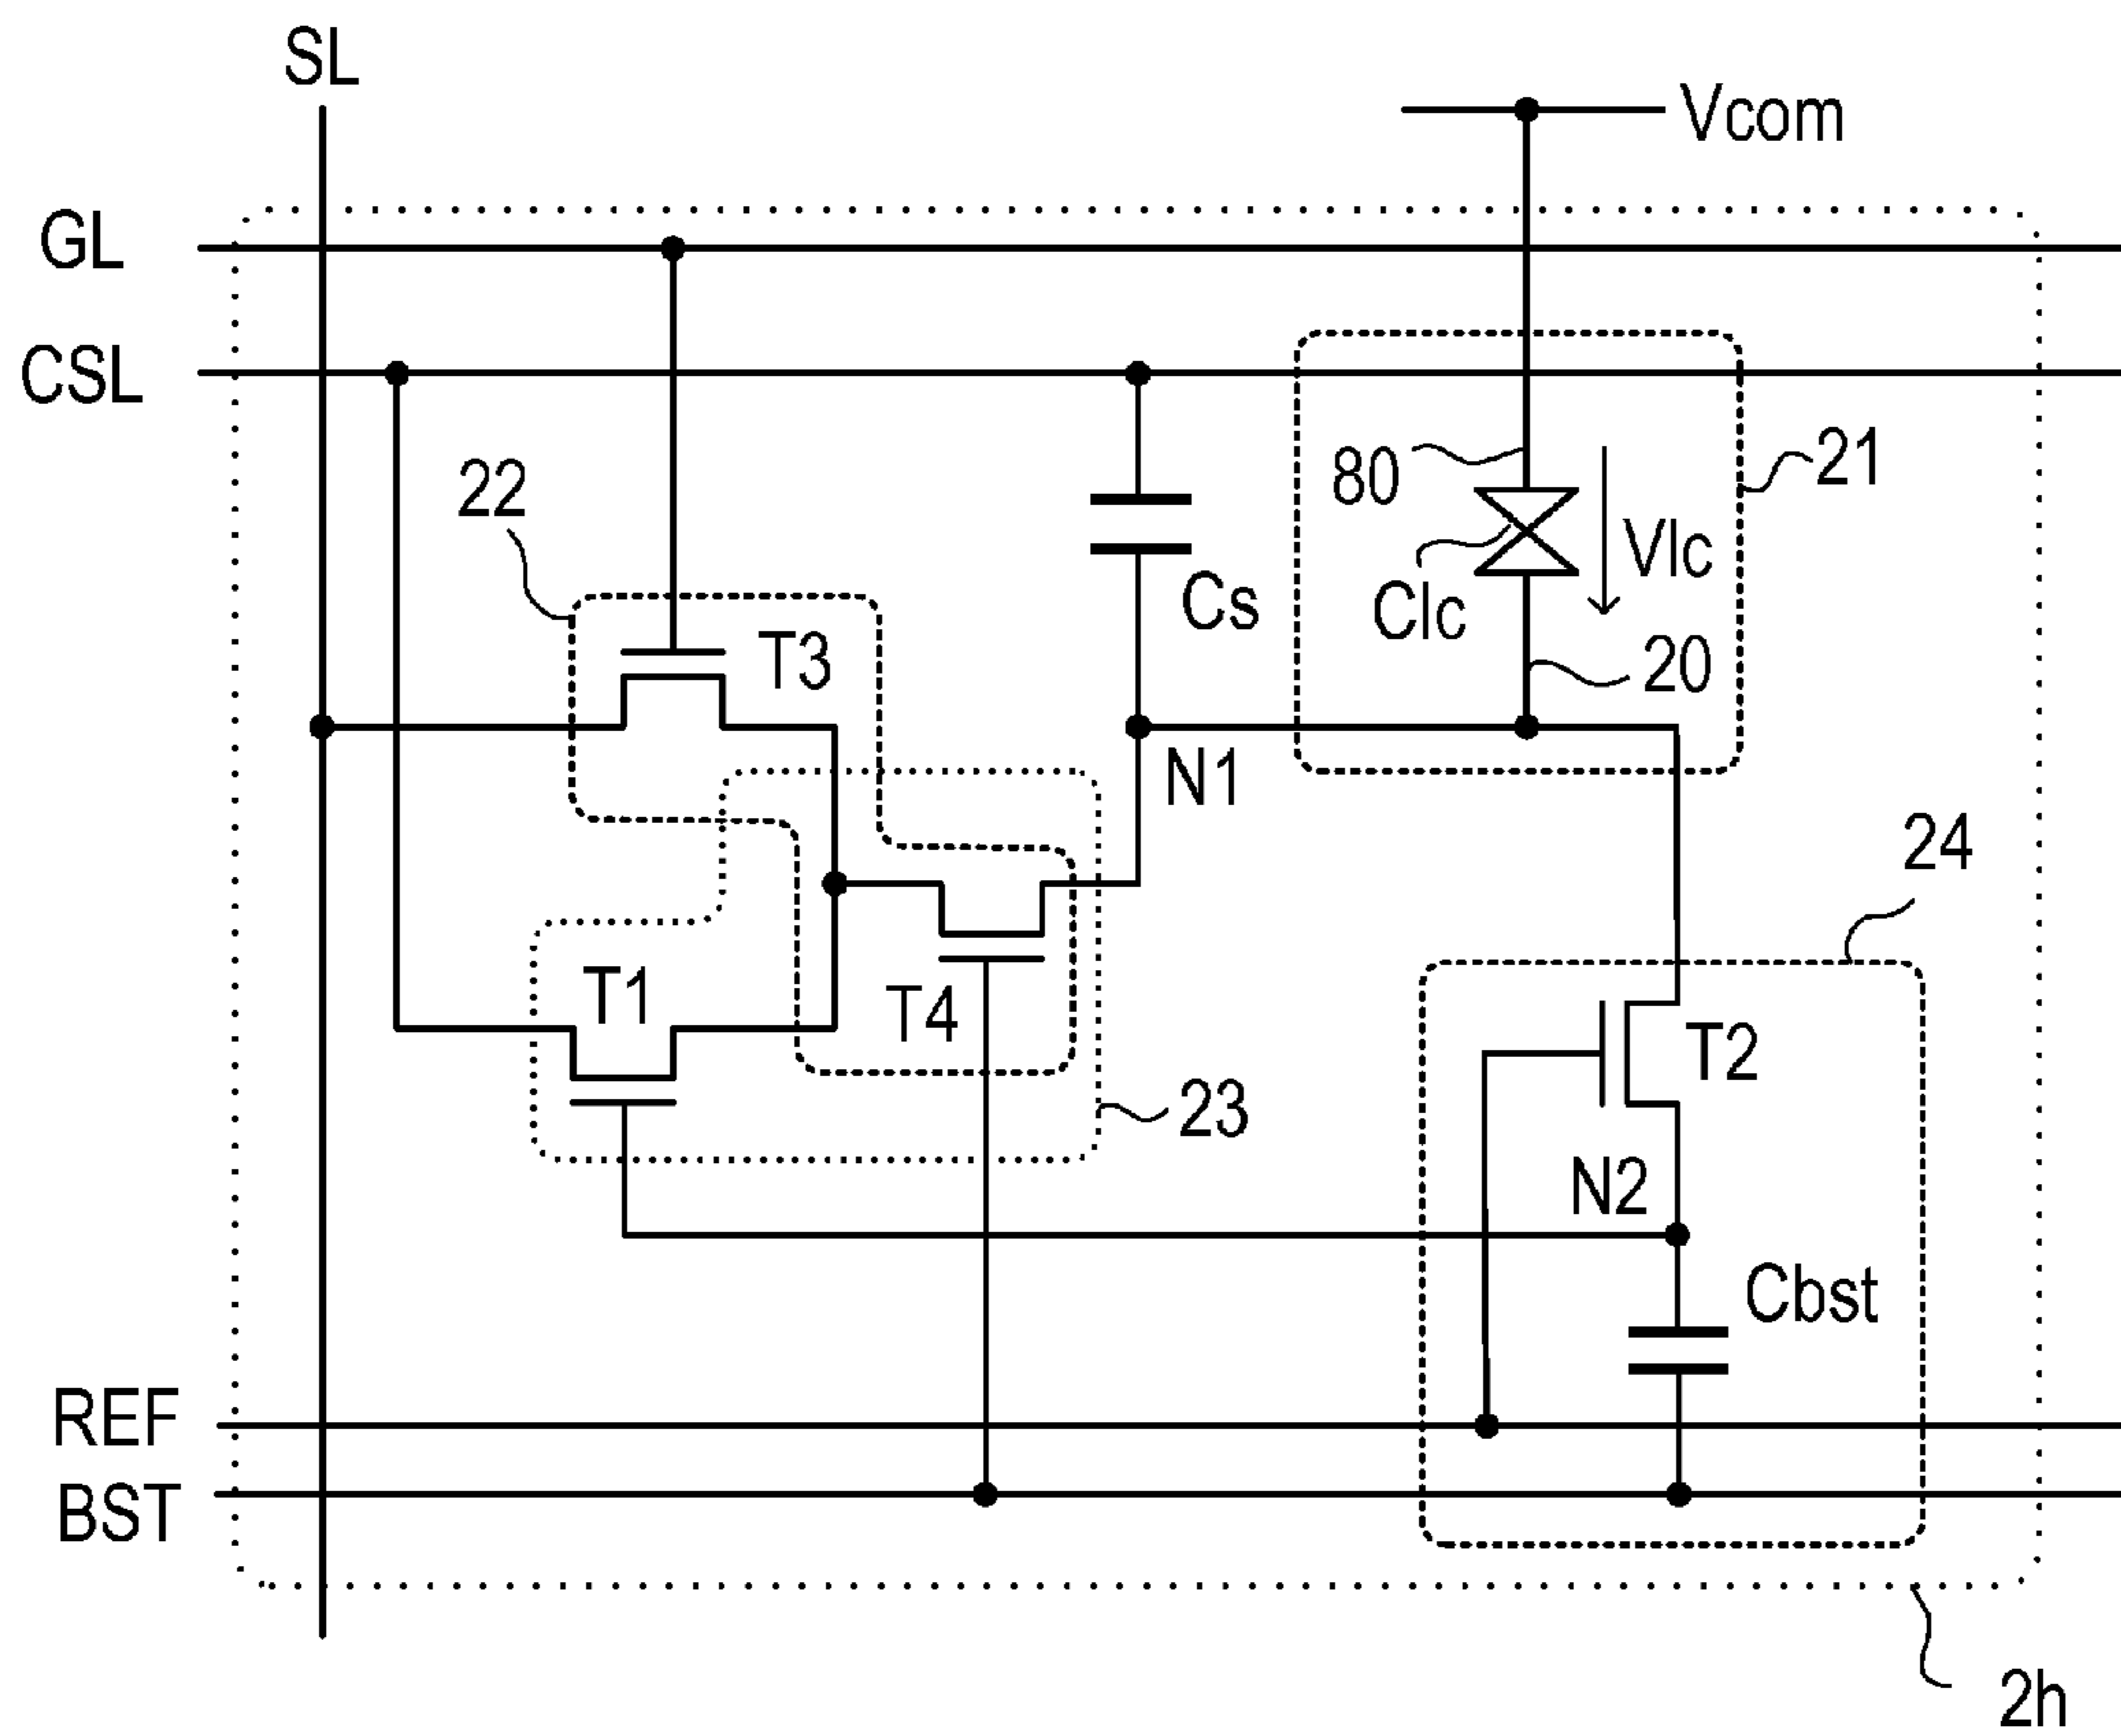 SL
Vcom
GL
CSL
22
80
21
Vlc
Clc
Cs
T3
20
N1
24
T1
T4
T2
23
N2
Cbst
REF
BST
2h